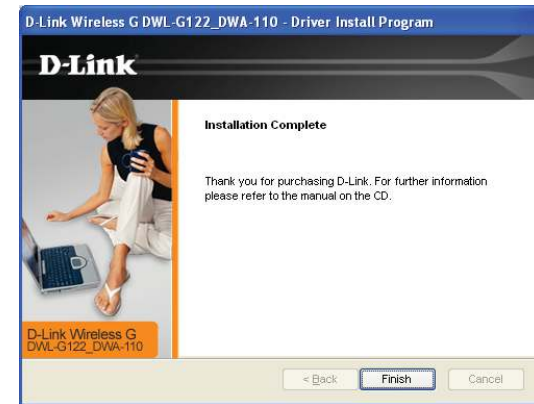 D-Link Wireless G DWL-G122_DWA-110 - Driver Install Program
D-Link
Installation Complete
Thank you for purchasing D-Link. For further information
please refer to the manual on the CD.
D-Link Wireless G
DWL-G122_DWA-110
< Back
Finish
Cancel